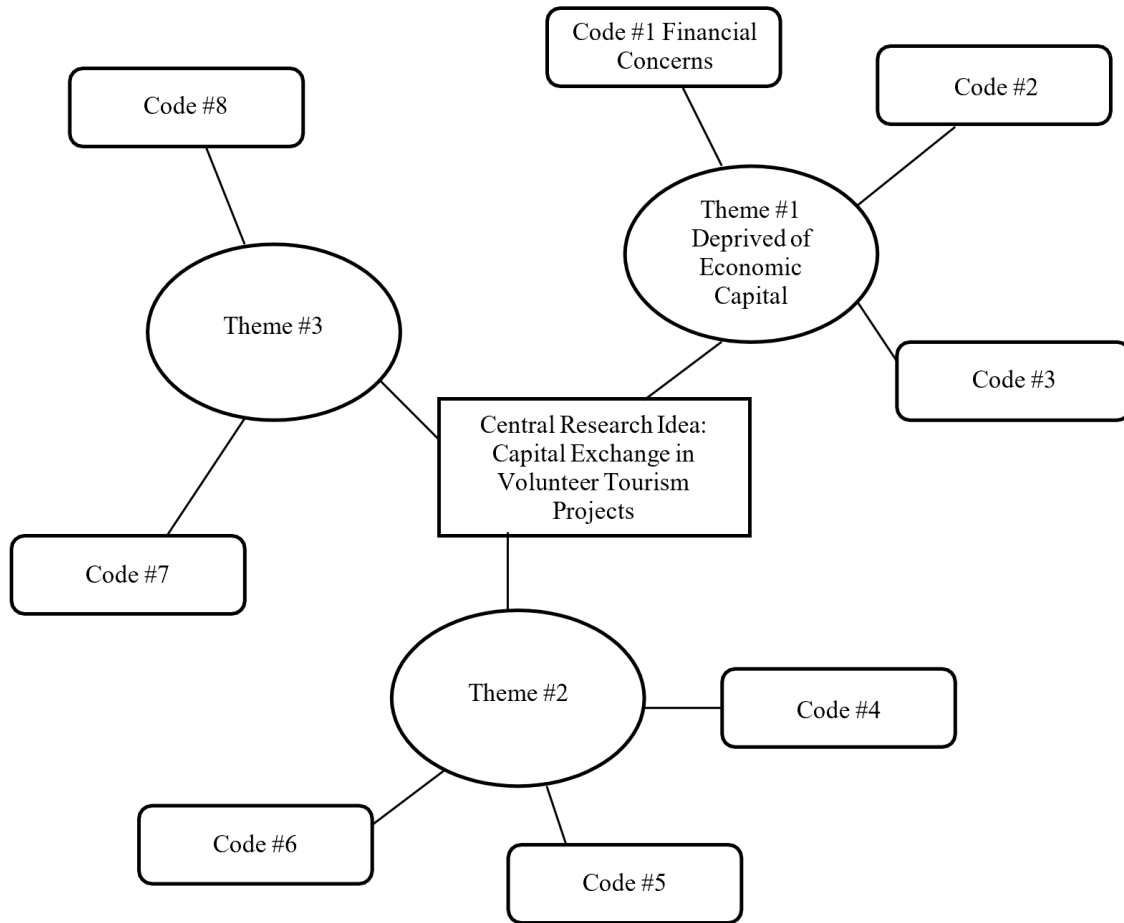 Code #1 Financial
Concerns
Code #2
Code #8
Theme #1
Deprived of
Economic
Capital
Theme #3
Code #3
Central Research Idea:
Capital Exchange in
Volunteer Tourism
Projects
Code #7
Theme #2
Code #4
Code #6
Code #5